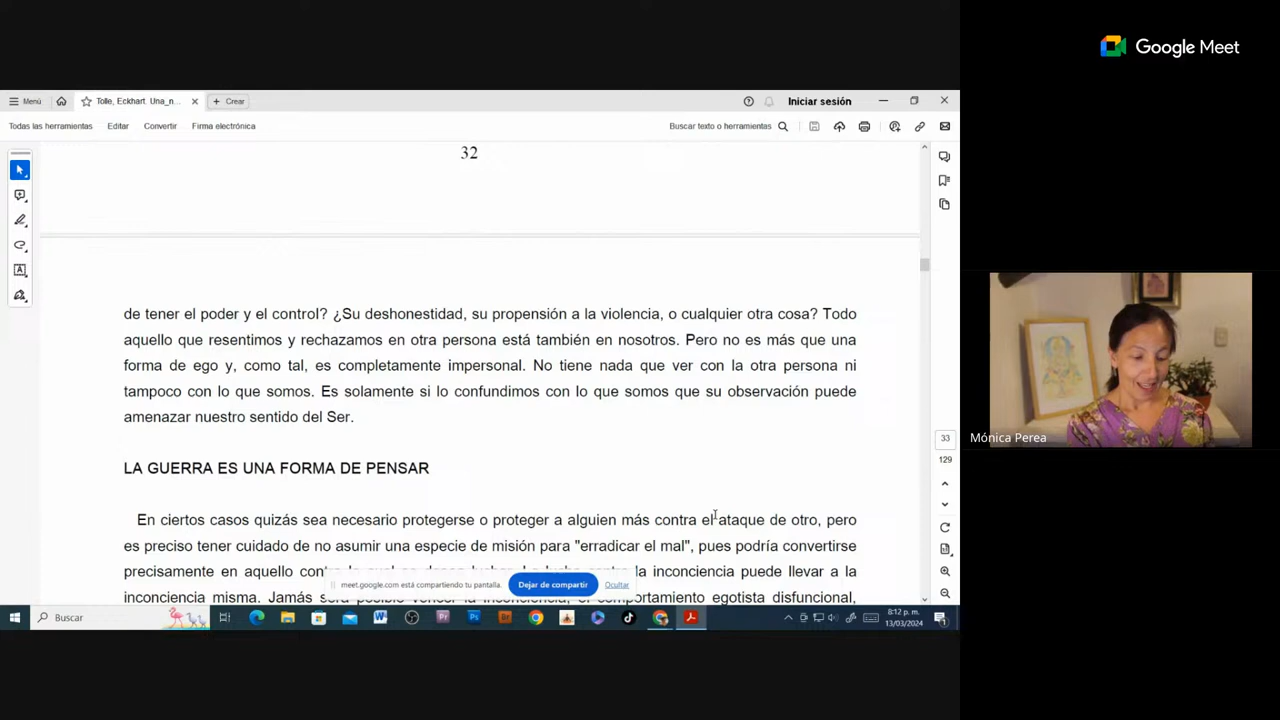 Google Meet
Menú
Tolle, Eckhart. Una_n...
Crear
Iniciar sesión
Todas las herramientas
Editar
Convertir
Firma electrónica
Buscar texto o herramientas
32
de tener el poder y el control? ¿Su deshonestidad, su propensión a la violencia, o cualquier otra cosa? Todo
aquello que resentimos y rechazamos en otra persona está también en nosotros. Pero no es más que una
forma de ego y, como tal, es completamente impersonal. No tiene nada que ver con la otra persona ni
tampoco con lo que somos. Es solamente si lo confundimos con lo que somos que su observación puede
amenazar nuestro sentido del Ser.
LA GUERRA ES UNA FORMA DE PENSAR
En ciertos casos quizás sea necesario protegerse o proteger a alguien más contra el ataque de otro, pero
es preciso tener cuidado de no asumir una especie de misión para "erradicar el mal", pues podría convertirse
precisamente en aquello la inconciencia puede llevar a la
inconciencia misma. Jamás comportamiento egotista disfuncional,
33
129
Mónica Perea
meet.google.com está compartiendo tu pantalla.
Dejar de compartir
Ocultar
Buscar
8:12 p. m.
13/03/2024